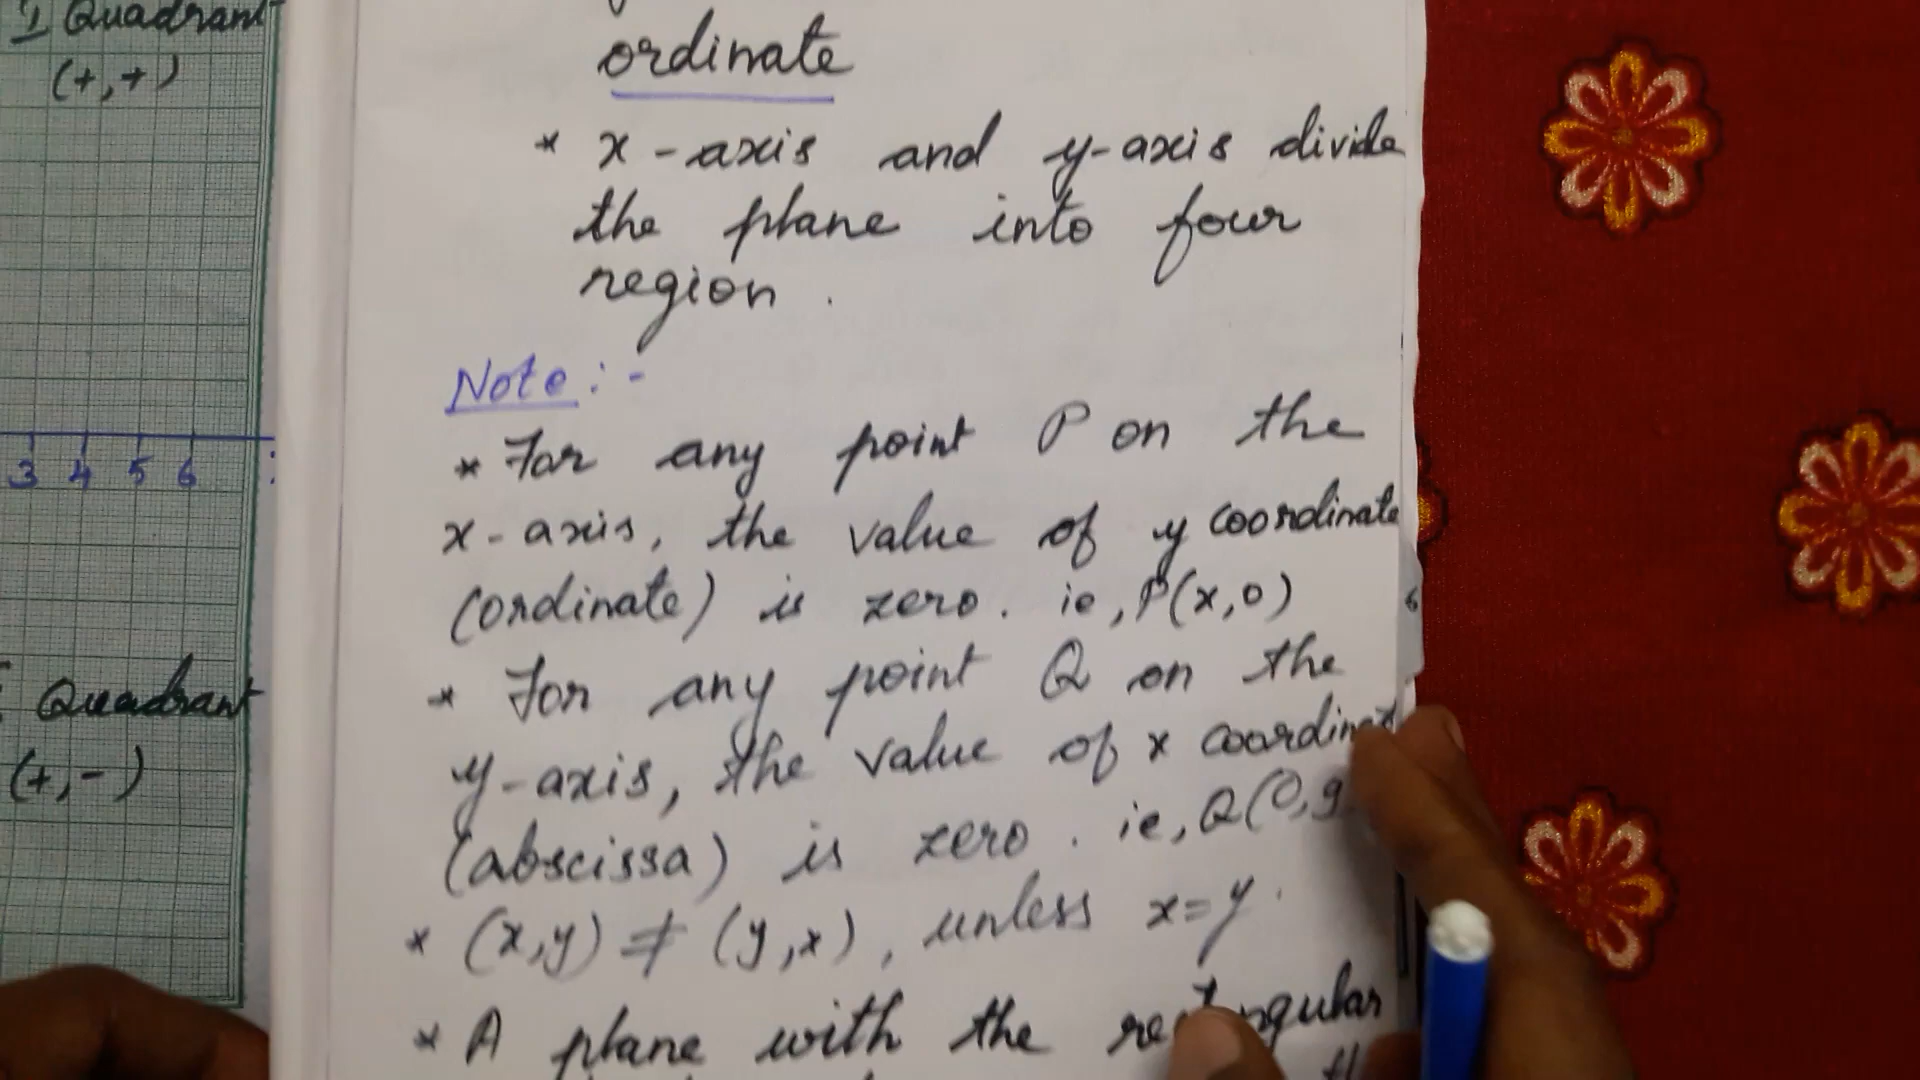 I Quadrant
(+,+)
3 4 5 6
Quadrant
(+,-)
ordinate
* x-axis and y-axis divide
the plane into four
region.
Note:-
* For any point P on the
x-axis, the value of y coordinate
(ordinate) is zero. ie, P(x,0)
* For any point Q on the
y-axis, the value of x coordinat
(abscissa) is zero. ie, Q(0,y
* (x,y) ≠ (y,x), unless x=y.
* A plane with the rectangular